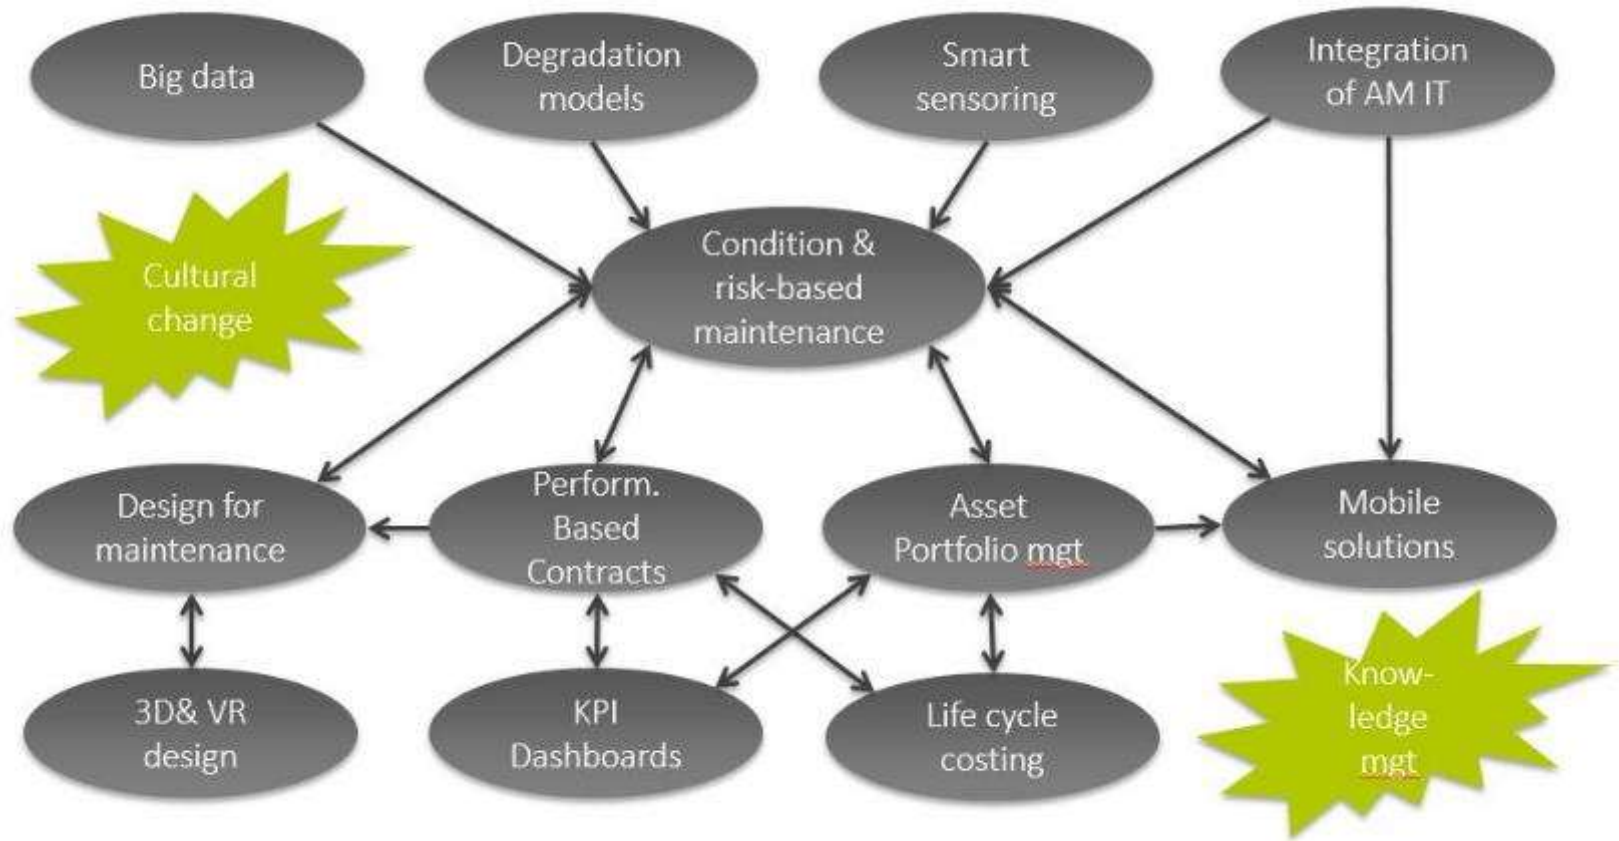 Big data
Degradation
models
Smart
sensoring
Integration
of AM IT
Cultural
change
Condition &
risk-based
maintenance
Design for
maintenance
Perform.
Based
Contracts
Asset
Portfolio mgt
Mobile
solutions
3D& VR
design
KPI
Dashboards
Life cycle
costing
Know-
ledge
mgt